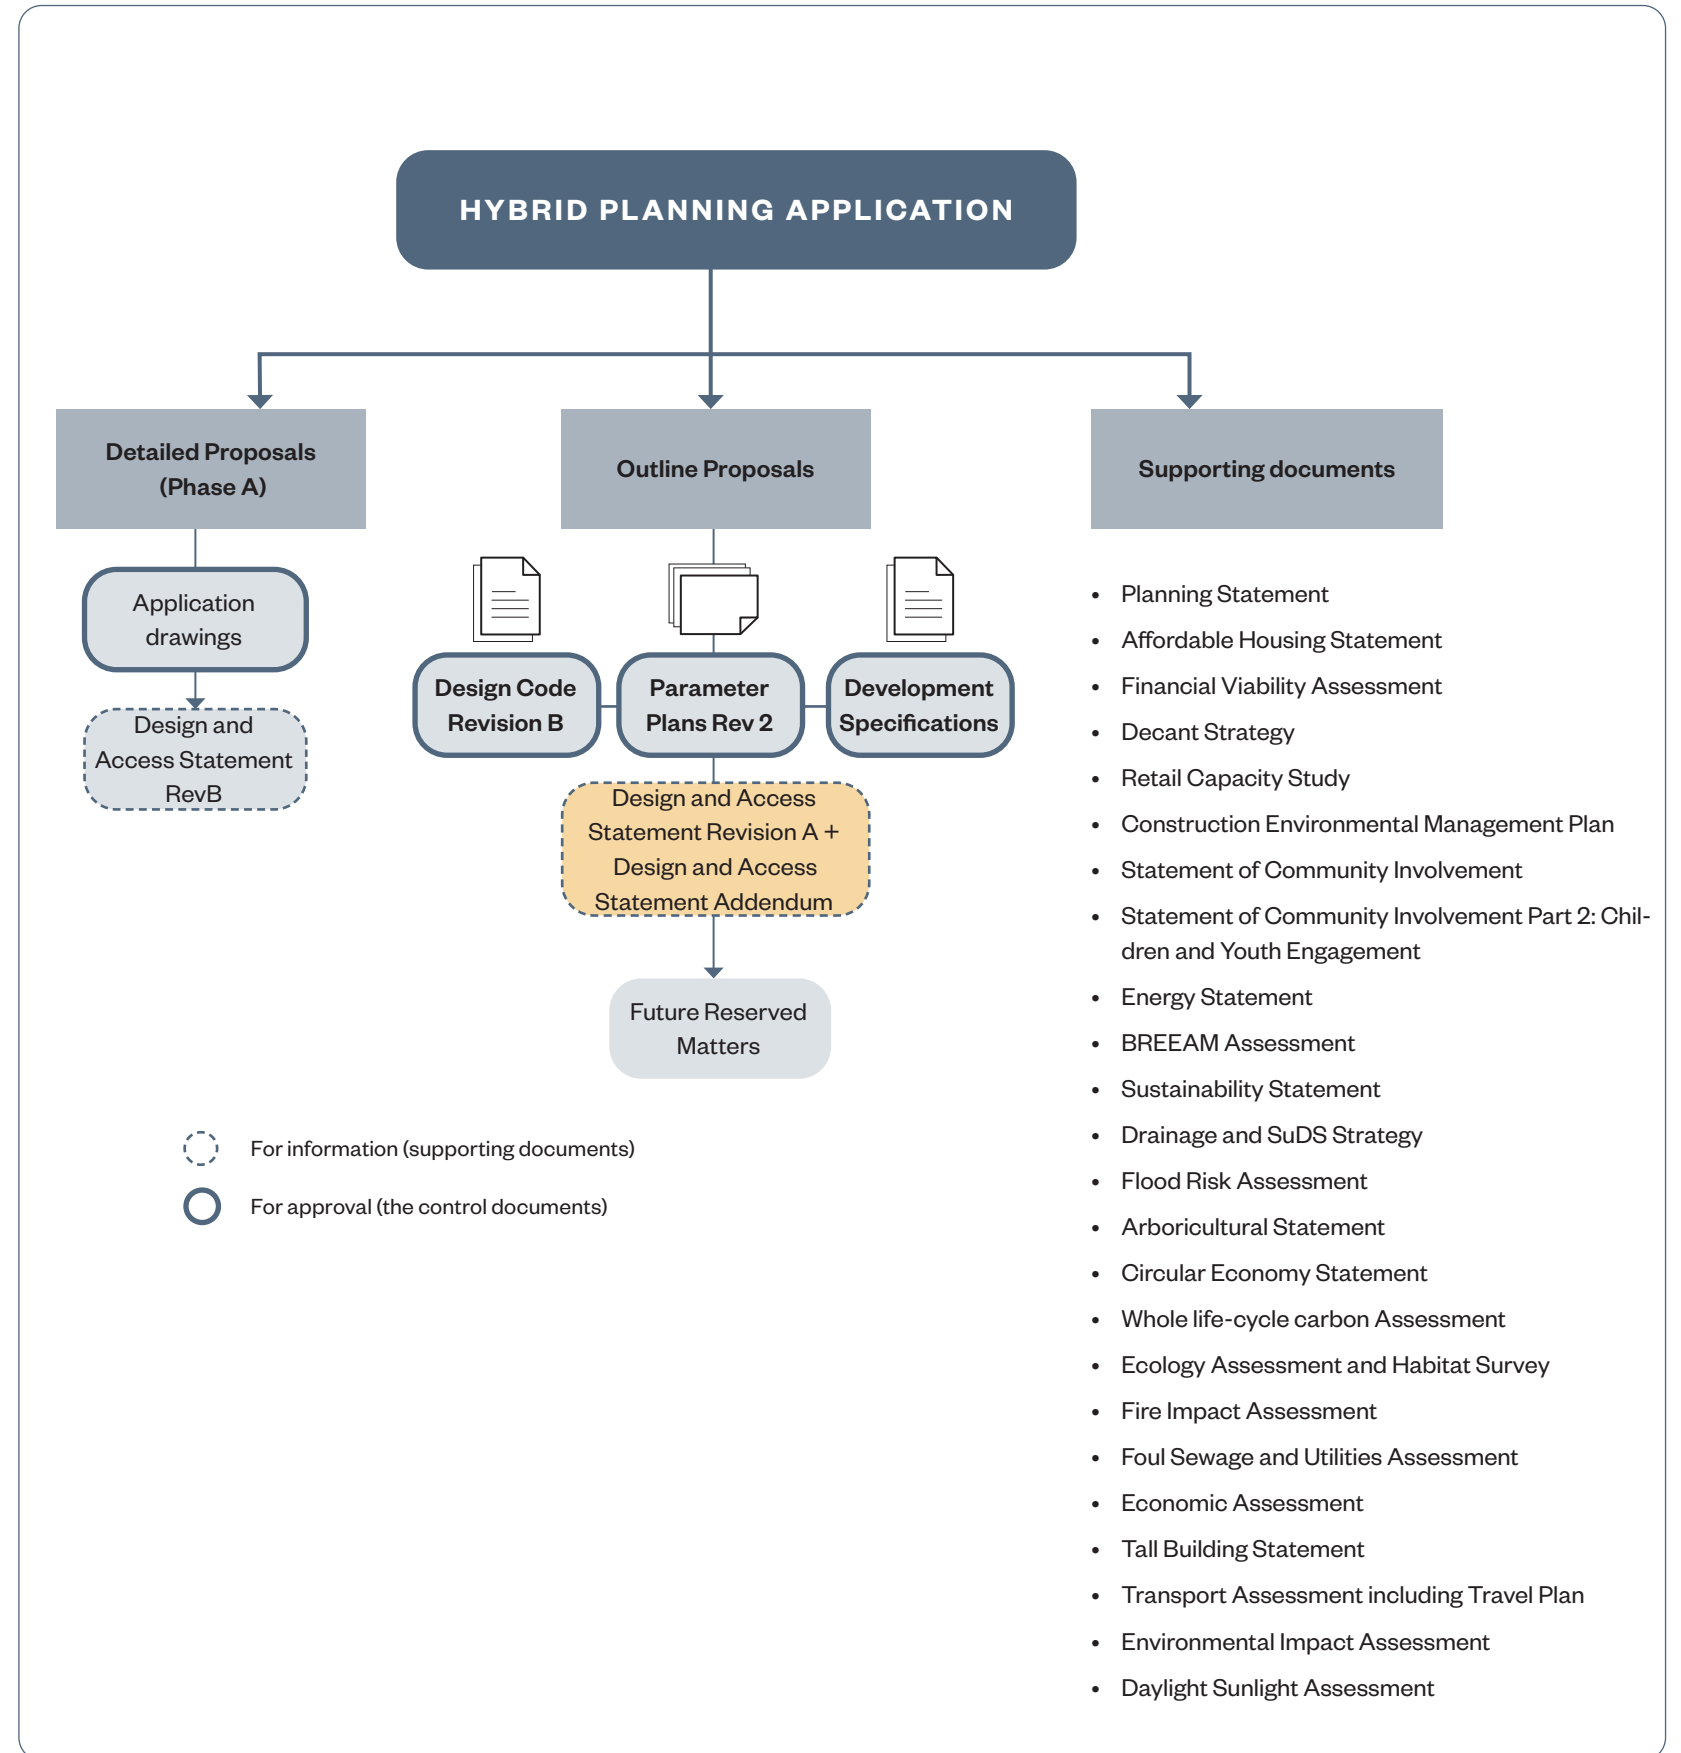 HYBRID PLANNING APPLICATION
Detailed Proposals
(Phase A)
Application
drawings
Design and
Access Statement
RevB
Outline Proposals
Design Code
Revision B
Parameter
Plans Rev 2
Development
Specifications
Design and Access
Statement Revision A +
Design and Access
Statement Addendum
Future Reserved
Matters
For information (supporting documents)
For approval (the control documents)
Supporting documents
• Planning Statement
• Affordable Housing Statement
• Financial Viability Assessment
• Decant Strategy
• Retail Capacity Study
• Construction Environmental Management Plan
• Statement of Community Involvement
• Statement of Community Involvement Part 2: Chil-
dren and Youth Engagement
• Energy Statement
• BREEAM Assessment
• Sustainability Statement
• Drainage and SuDS Strategy
• Flood Risk Assessment
• Arboricultural Statement
• Circular Economy Statement
• Whole life-cycle carbon Assessment
• Ecology Assessment and Habitat Survey
• Fire Impact Assessment
• Foul Sewage and Utilities Assessment
• Economic Assessment
• Tall Building Statement
• Transport Assessment including Travel Plan
• Environmental Impact Assessment
• Daylight Sunlight Assessment